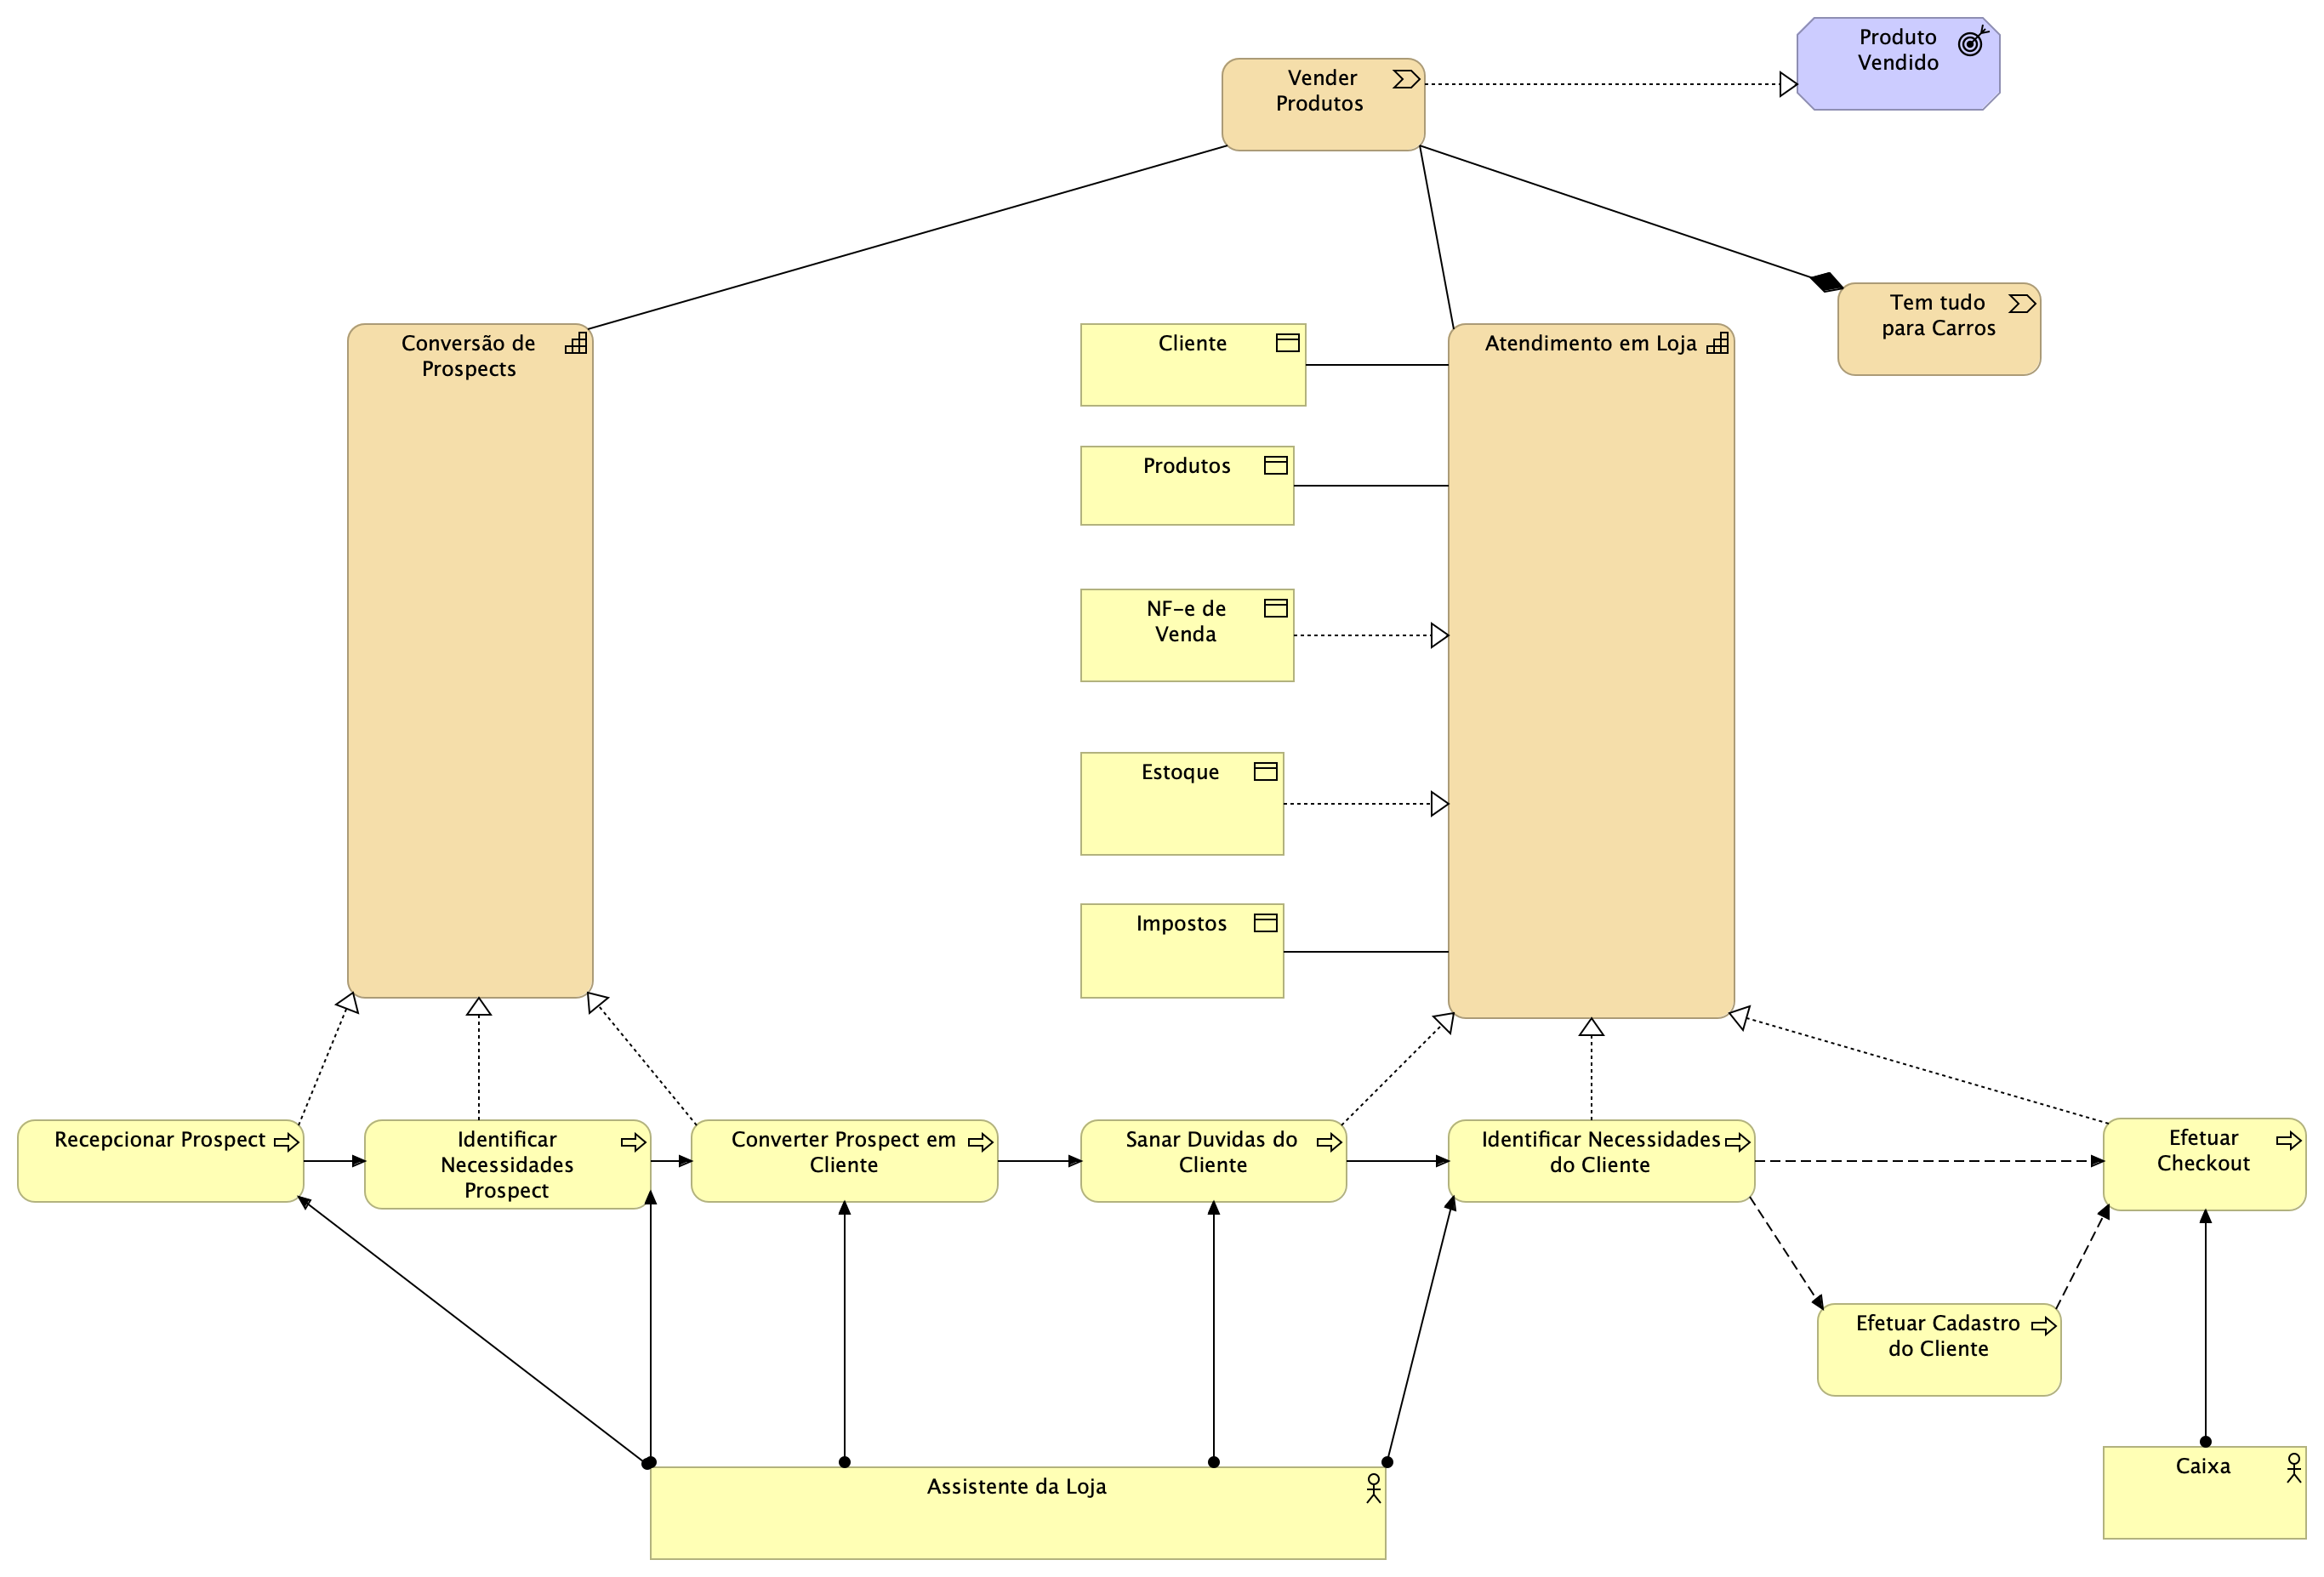 Produto
Vendido
Vender
Produtos
Tem tudo
para Carros
Conversão de
Prospects
Cliente
Atendimento em Loja
Produtos
NF-e de
Venda
Estoque
Impostos
Recepcionar Prospect
Identificar
Necessidades
Prospect
Converter Prospect em
Cliente
Sanar Duvidas do
Cliente
Identificar Necessidades
do Cliente
Efetuar
Checkout
Efetuar Cadastro
do Cliente
Assistente da Loja
Caixa